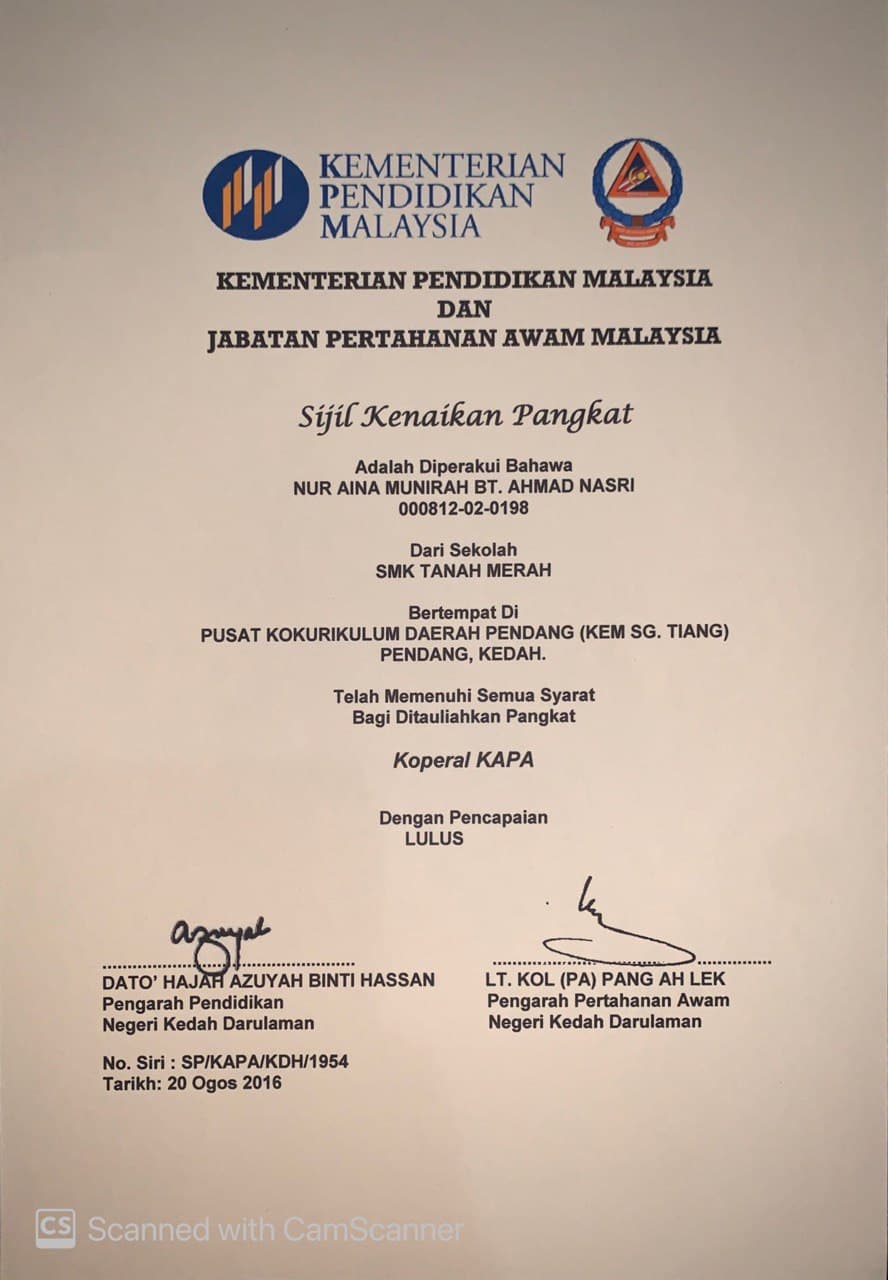 KEMENTERIAN
PENDIDIKAN
MALAYSIA
KEMENTERIAN PENDIDIKAN MALAYSIA
DAN
JABATAN PERTAHANAN AWAM MALAYSIA
Sijil Kenaikan Pangkat
Adalah Diperakui Bahawa
NUR AINA MUNIRAH BT. AHMAD NASRI
000812-02-0198
Dari Sekolah
SMK TANAH MERAH
Bertempat Di
PUSAT KOKURIKULUM DAERAH PENDANG (KEM SG. TIANG)
PENDANG, KEDAH.
Telah Memenuhi Semua Syarat
Bagi Ditauliahkan Pangkat
Koperal KAPA
Dengan Pencapaian
LULUS
DATO' HAJAH AZUYAH BINTI HASSAN
Pengarah Pendidikan
Negeri Kedah Darulaman
LT. KOL (PA) PANG AH LEK
Pengarah Pertahanan Awam
Negeri Kedah Darulaman
No. Siri : SP/KAPA/KDH/1954
Tarikh: 20 Ogos 2016
CS Scanned with CamScanner